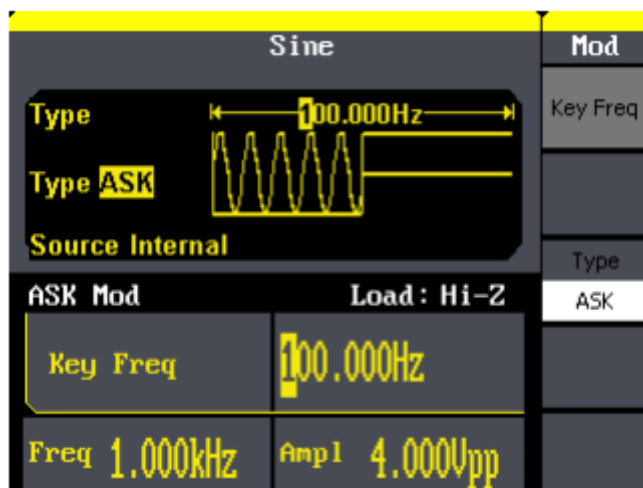 Sine
Mod
Type
100.000Hz
Key Freq
Type ASK
Source Internal
Type
ASK
ASK Mod
Load: Hi-Z
Key Freq
100.000Hz
Freq 1.000kHz
Ampl 4.000Vpp